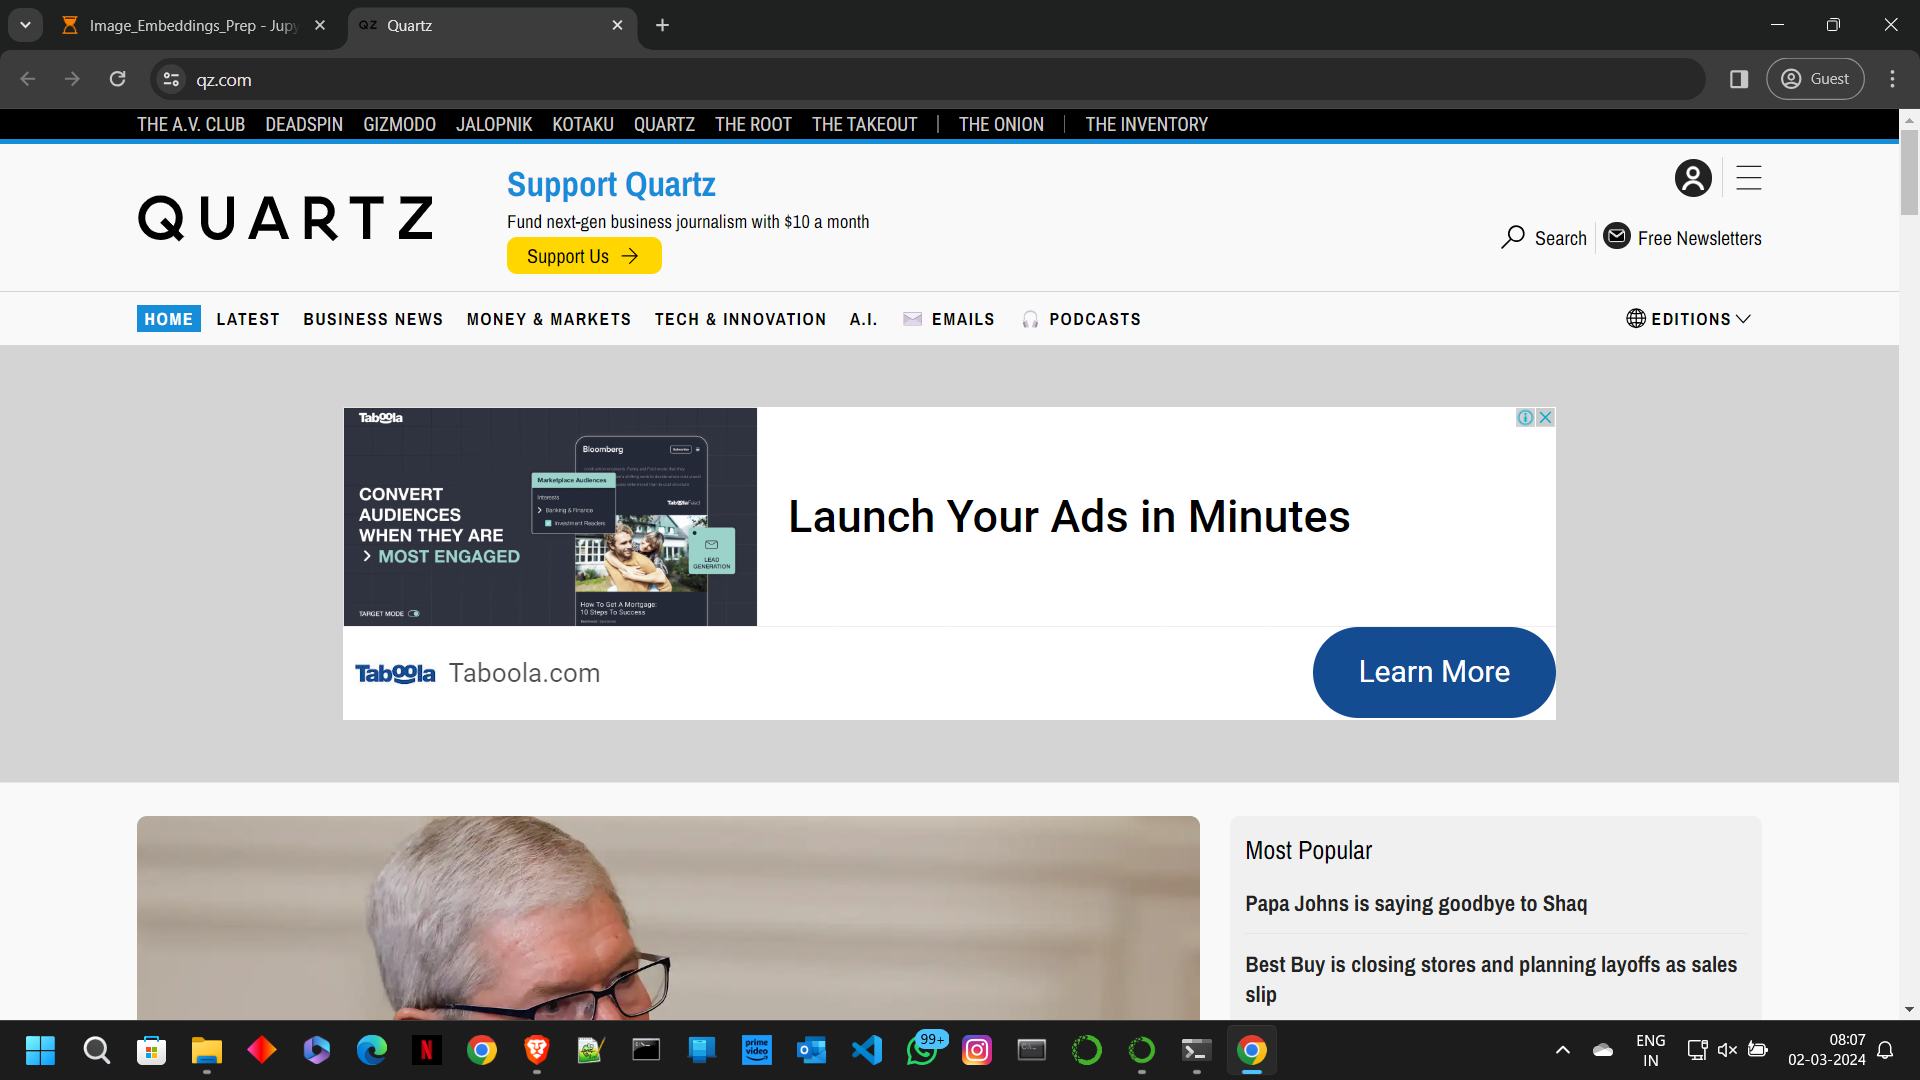 Image_Embeddings_Prep - Jupy
QZ Quartz
qz.com
Guest
THE A.V. CLUB DEADSPIN GIZMODO JALOPNIK KOTAKU QUARTZ THE ROOT THE TAKEOUT | THE ONION | THE INVENTORY
QUARTZ
Support Quartz
Fund next-gen business journalism with $10 a month
Support Us
Search
Free Newsletters
HOME LATEST BUSINESS NEWS MONEY & MARKETS TECH & INNOVATION A.I. EMAILS PODCASTS
EDITIONS
Taboola
Bloomberg
Marketplace Audiences
Interests
Banking & Finance
Investment Readers
CONVERT
AUDIENCES
WHEN THEY ARE
> MOST ENGAGED
LEAD
GENERATION
How To Get A Mortgage:
10 Steps To Success
TARGET MODE
Launch Your Ads in Minutes
Taboola Taboola.com
Learn More
Most Popular
Papa Johns is saying goodbye to Shaq
Best Buy is closing stores and planning layoffs as sales
slip
N
prime
video
99+
ENG
IN
08:07
02-03-2024